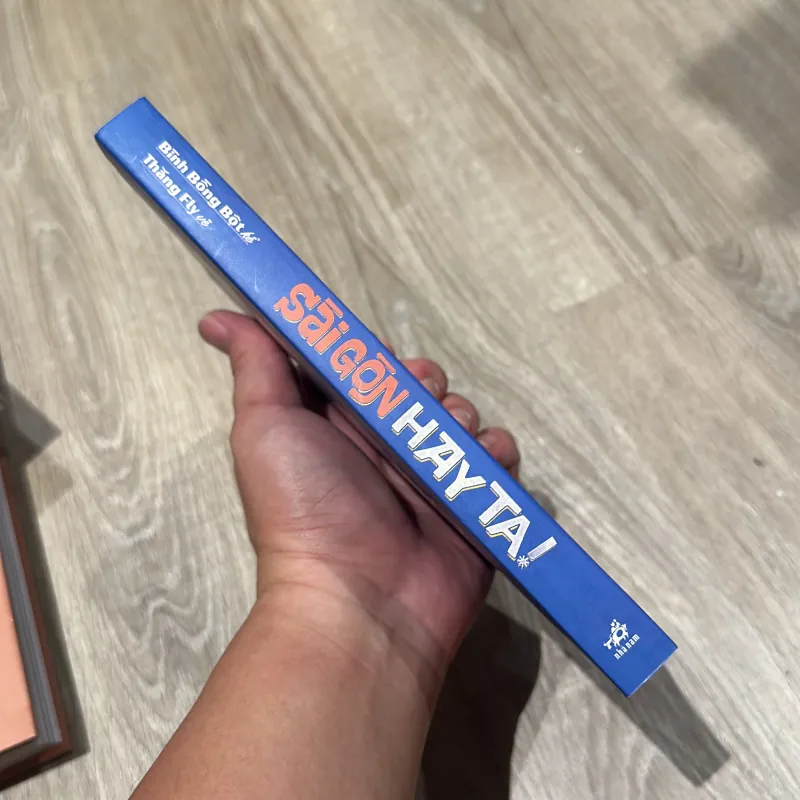 Bình Bồng Bột kể
Thăng Fly vẽ
SÀI GÒN HAY TA!
nhã nam